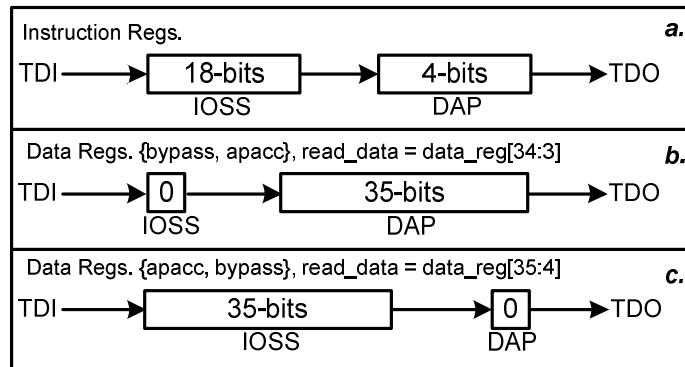 Instruction Regs. a.
TDI 18-bits 4-bits TDO
IOSS DAP
Data Regs. {bypass, apacc}, read_data = data_reg[34:3] b.
TDI 0 35-bits TDO
IOSS DAP
Data Regs. {apacc, bypass}, read_data = data_reg[35:4] c.
TDI 35-bits 0 TDO
IOSS DAP